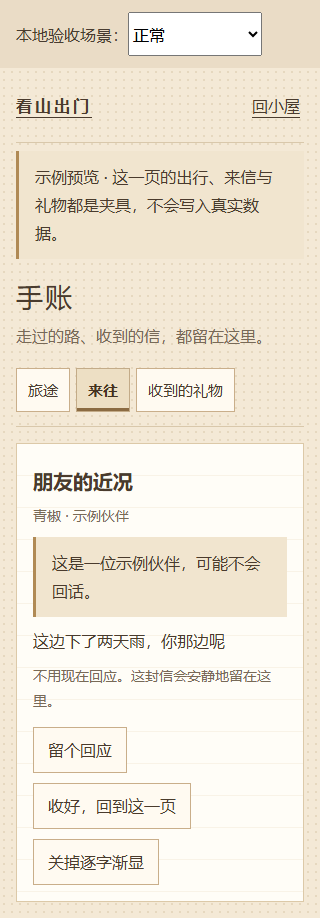 本地验收场景：
正常
看山出门
回小屋
示例预览 · 这一页的出行、来信与
礼物都是夹具，不会写入真实数
据。
手账
走过的路、收到的信，都留在这里。
旅途
来往
收到的礼物
朋友的近况
青椒 · 示例伙伴
这是一位示例伙伴，可能不会
回话。
这边下了两天雨，你那边呢
不用现在回应。这封信会安静地留在这
里。
留个回应
收好，回到这一页
关掉逐字渐显